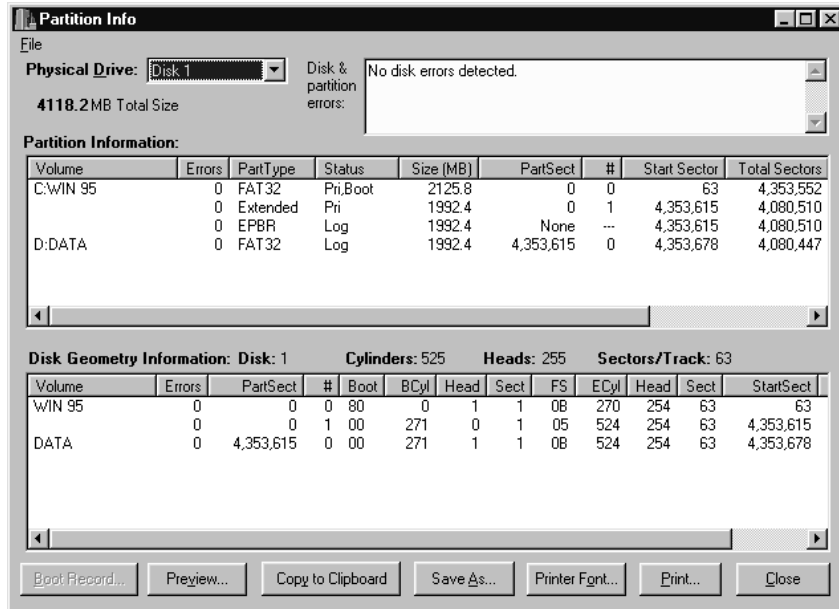 Partition Info
File
Physical Drive: Disk 1
Disk & partition errors:
No disk errors detected.
4118.2 MB Total Size
Partition Information:
Volume Errors PartType Status Size (MB) PartSect # Start Sector Total Sectors
C:WIN 95 0 FAT32 Pri,Boot 2125.8 0 0 63 4,353,552
0 Extended Pri 1992.4 0 1 4,353,615 4,080,510
0 EPBR Log 1992.4 None --- 4,353,615 4,080,510
D:DATA 0 FAT32 Log 1992.4 4,353,615 0 4,353,678 4,080,447
Disk Geometry Information: Disk: 1 Cylinders: 525 Heads: 255 Sectors/Track: 63
Volume Errors PartSect # Boot BCyl Head Sect FS ECyl Head Sect StartSect
WIN 95 0 0 0 80 0 1 1 0B 270 254 63 63
0 0 1 00 271 0 1 05 524 254 63 4,353,615
DATA 0 4,353,615 0 00 271 1 1 0B 524 254 63 4,353,678
Boot Record... Preview... Copy to Clipboard Save As... Printer Font... Print... Close